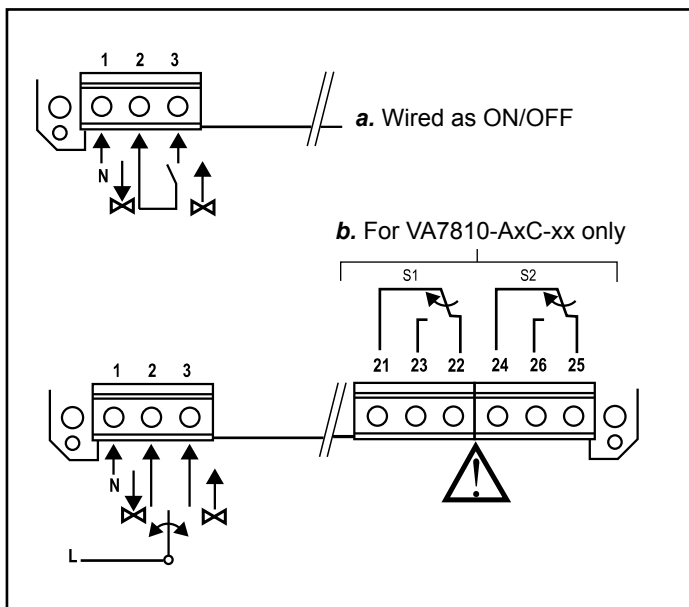 1 2 3
a. Wired as ON/OFF
N
b. For VA7810-AxC-xx only
S1 S2
21 23 22 24 26 25
1 2 3
N
L